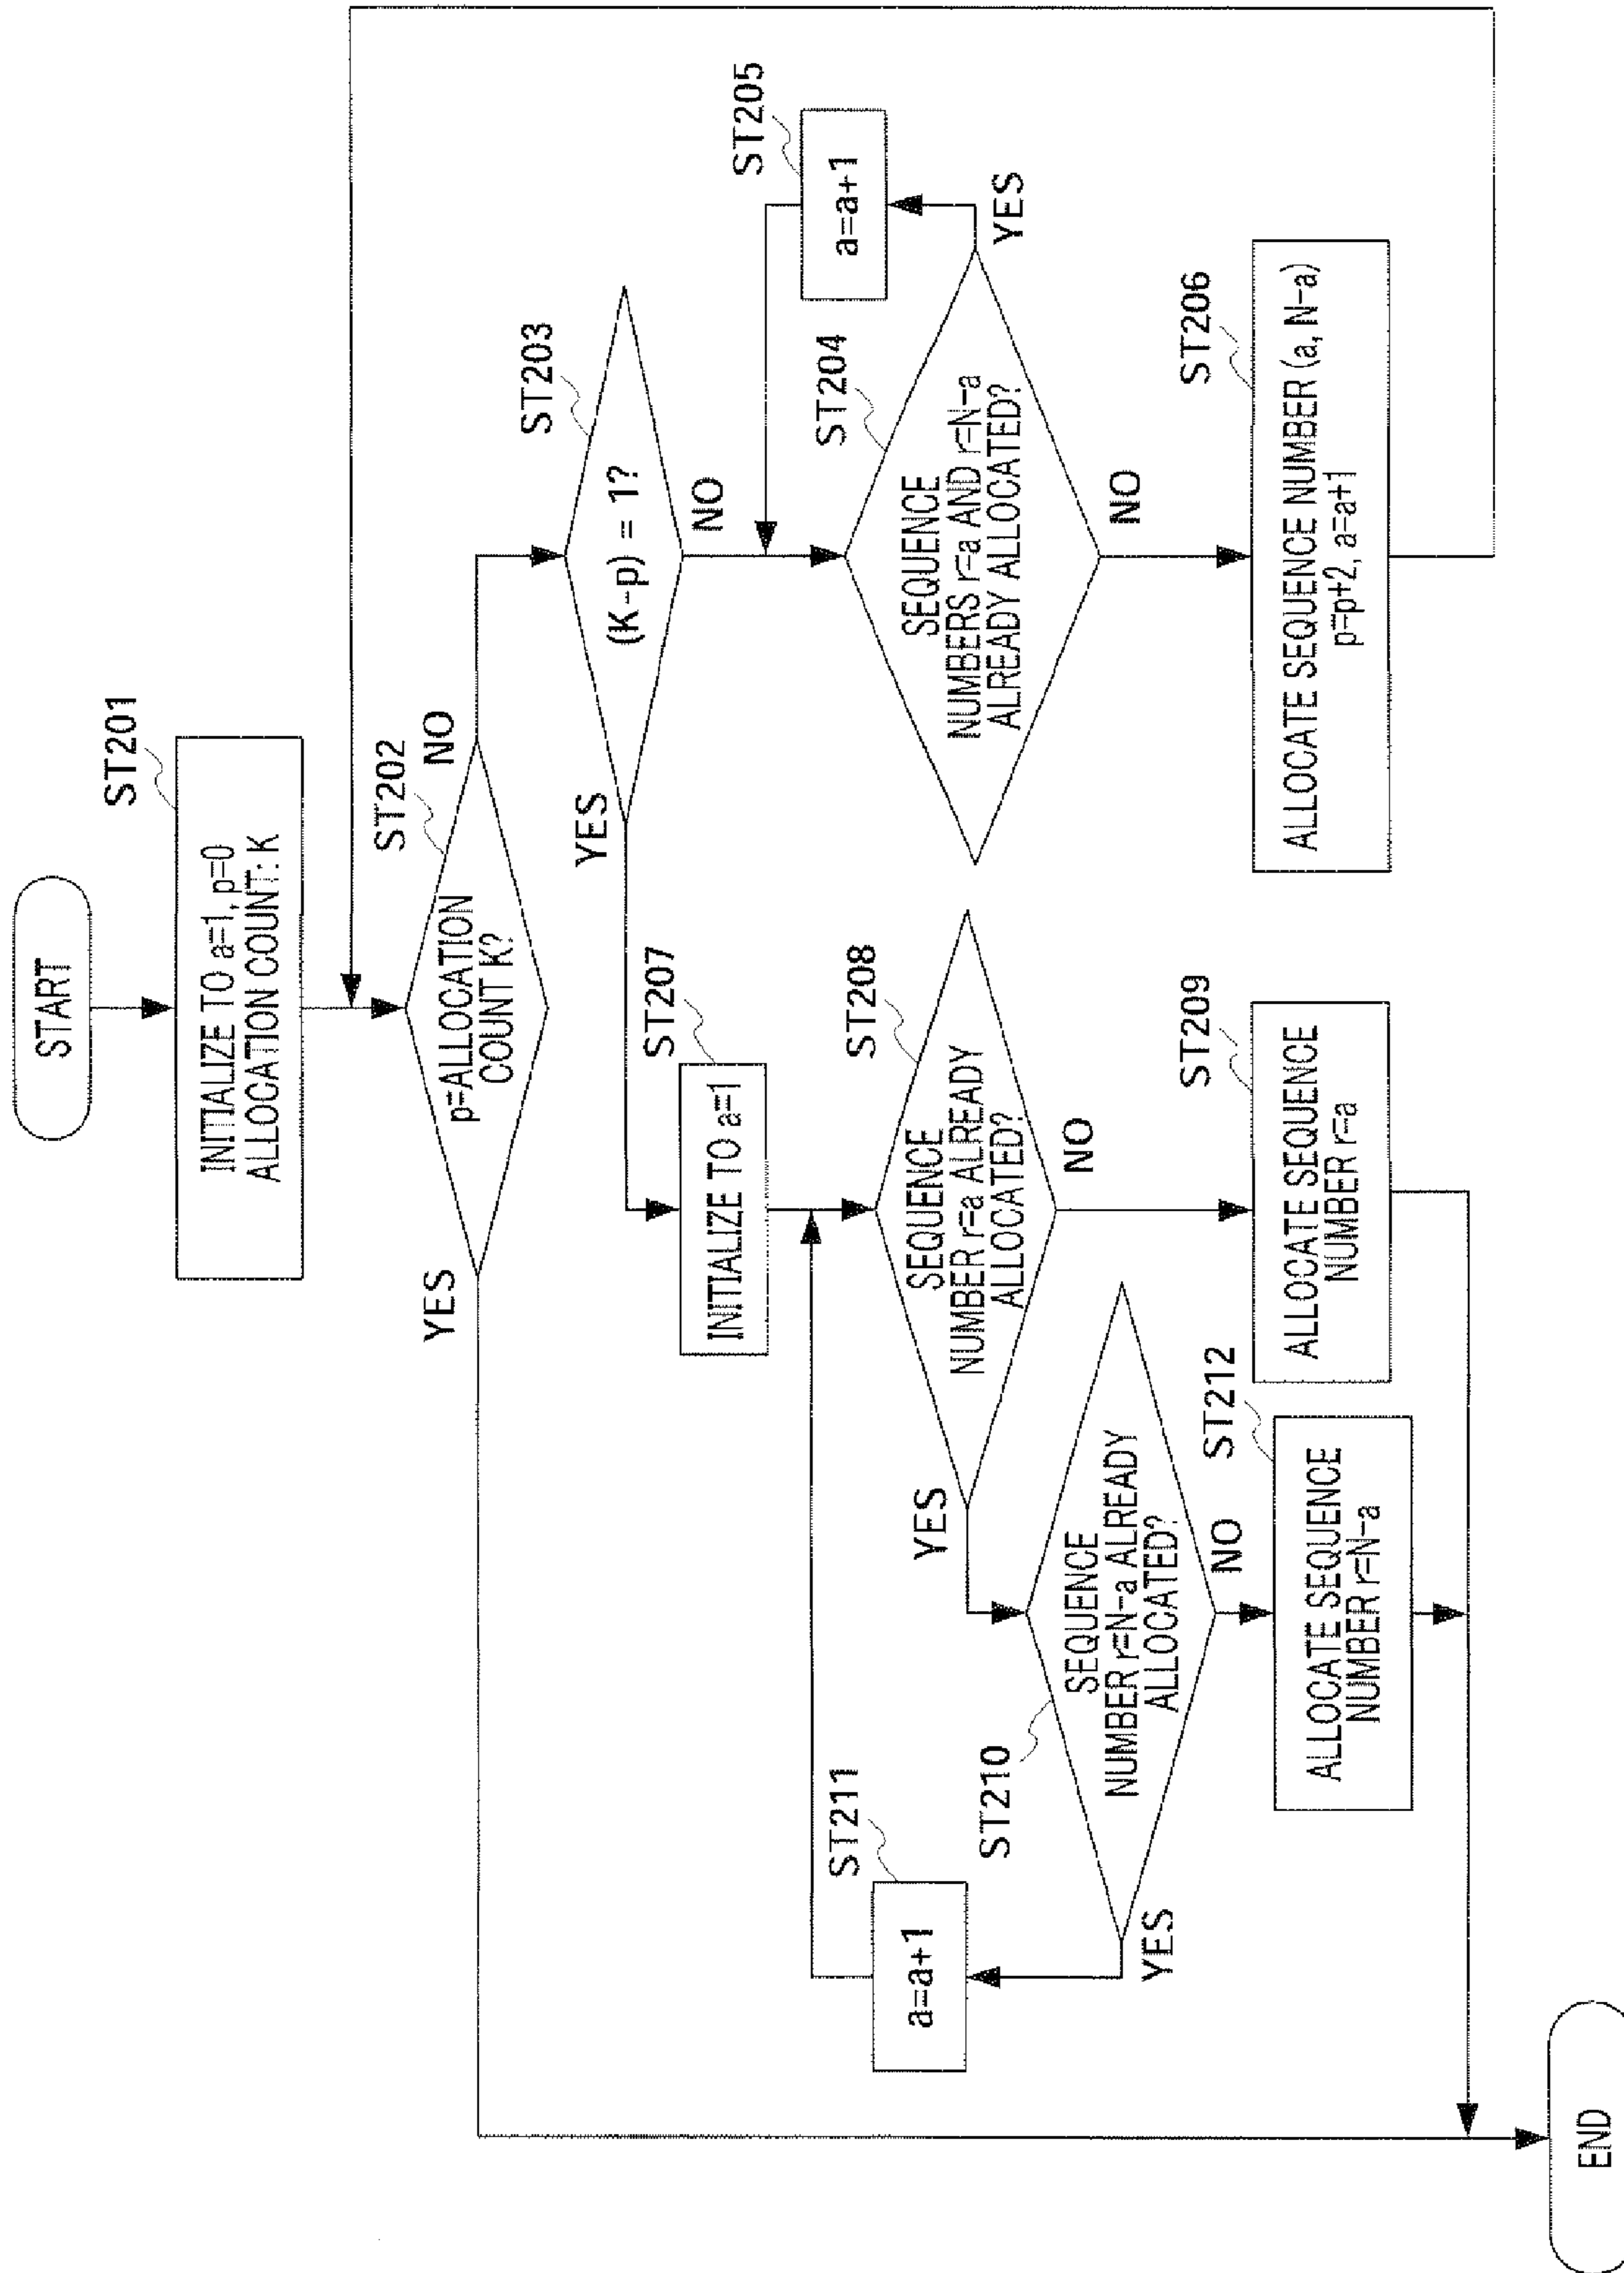 START
ST201
INITIALIZE TO a=1, p=0
ALLOCATION COUNT: K
ST202
p=ALLOCATION
COUNT K?
YES
NO
ST203
(K-p) = 1?
YES
NO
ST205
a=a+1
ST204
SEQUENCE
NUMBERS r=a AND r=N-a
ALREADY ALLOCATED?
YES
NO
ST206
ALLOCATE SEQUENCE NUMBER (a, N-a)
p=p+2, a=a+1
ST207
INITIALIZE TO a=1
ST208
SEQUENCE
NUMBER r=a ALREADY
ALLOCATED?
YES
NO
ST209
ALLOCATE SEQUENCE
NUMBER r=a
ST210
SEQUENCE
NUMBER r=N-a ALREADY
ALLOCATED?
YES
NO
ST211
a=a+1
ST212
ALLOCATE SEQUENCE
NUMBER r=N-a
END